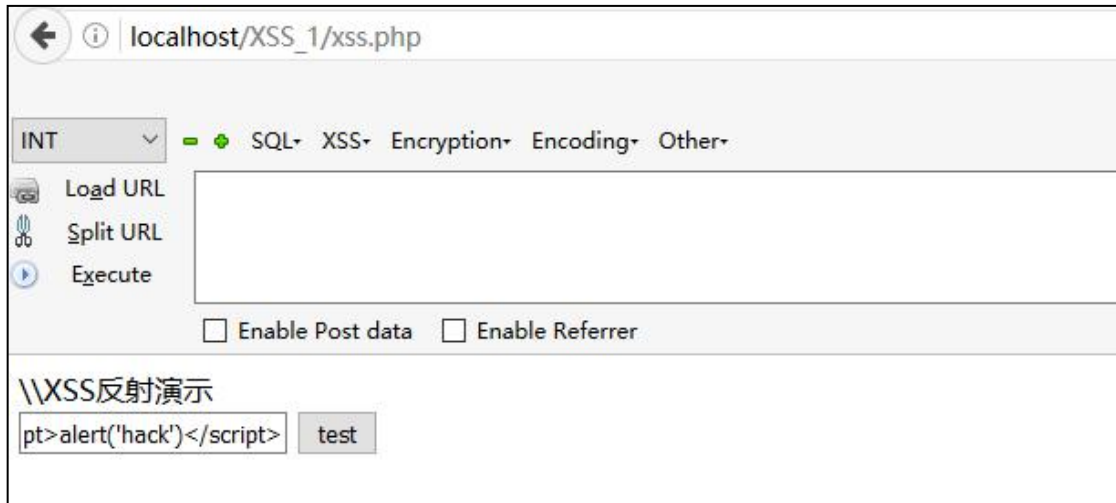 localhost/XSS_1/xss.php
INT SQL XSS Encryption Encoding Other
Load URL
Split URL
Execute
Enable Post data Enable Referrer
\\XSS反射演示
pt>alert('hack')</script> test